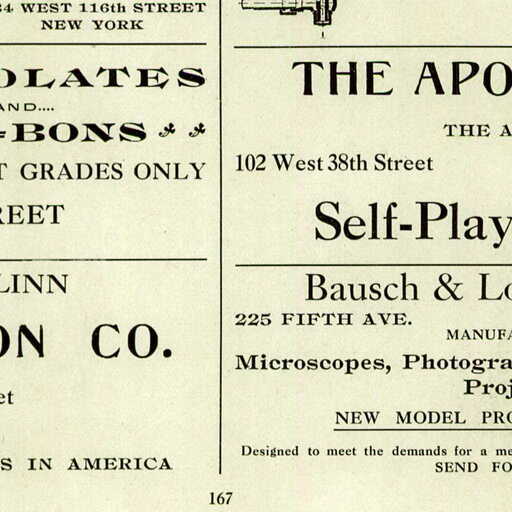 34 WEST 116th STREET
NEW YORK
OLATES
AND....
-BONS
T GRADES ONLY
REET
LINN
ON CO.
et
S IN AMERICA
THE APO
THE A
102 West 38th Street
Self-Play
Bausch & Lo
225 FIFTH AVE.
MANUFA
Microscopes, Photogra
Proj
NEW MODEL PRO
Designed to meet the demands for a me
SEND FO
167